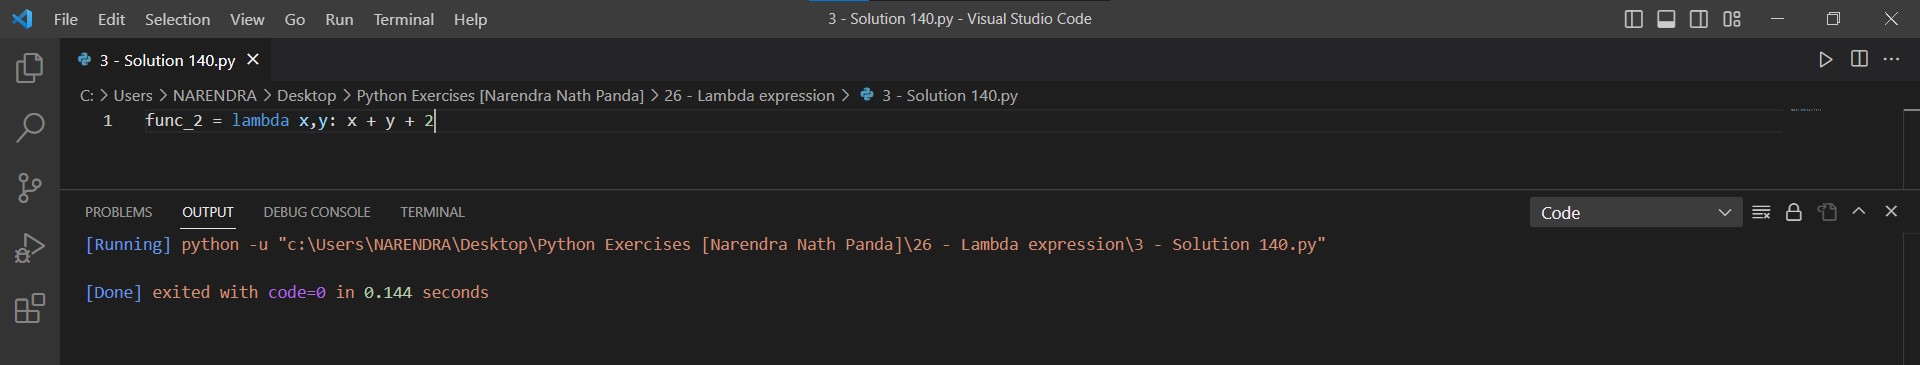 File Edit Selection View Go Run Terminal Help 3 - Solution 140.py - Visual Studio Code
3 - Solution 140.py
C: > Users > NARENDRA > Desktop > Python Exercises [Narendra Nath Panda] > 26 - Lambda expression > 3 - Solution 140.py
1 func_2 = lambda x,y: x + y + 2
PROBLEMS OUTPUT DEBUG CONSOLE TERMINAL Code
[Running] python -u "c:\Users\NARENDRA\Desktop\Python Exercises [Narendra Nath Panda]\26 - Lambda expression\3 - Solution 140.py"
[Done] exited with code=0 in 0.144 seconds